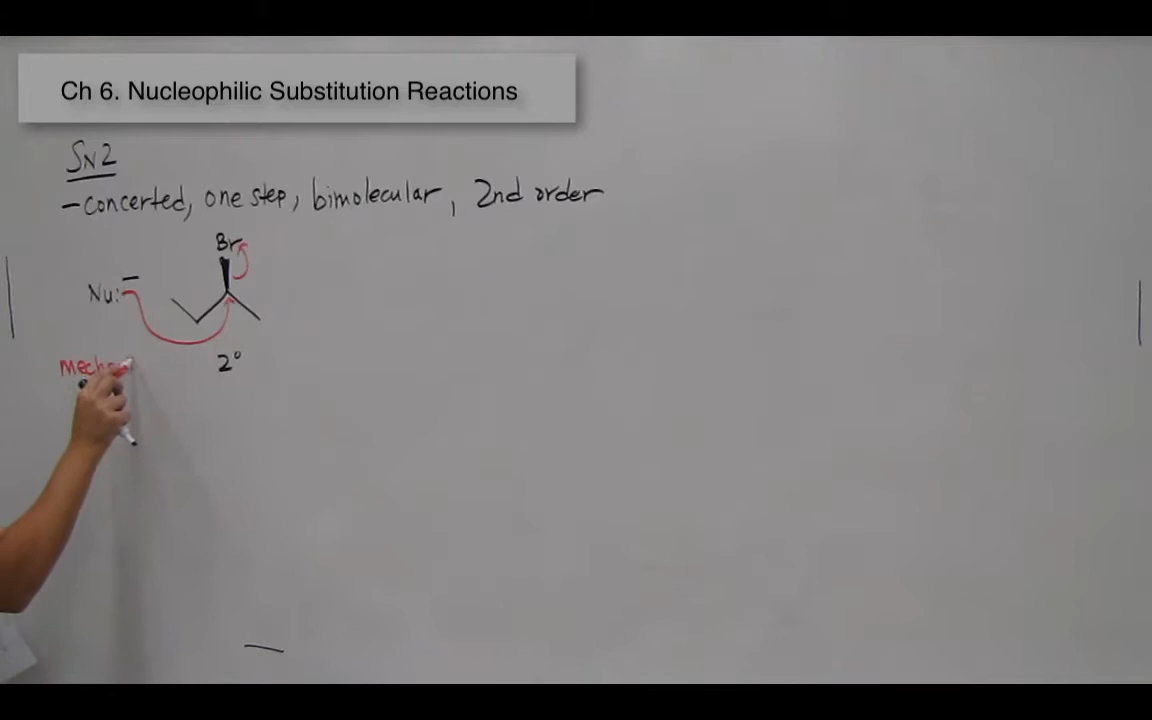 Ch 6. Nucleophilic Substitution Reactions
SN2
-concerted, one step, bimolecular, 2nd order
Br
Nu:–
2°